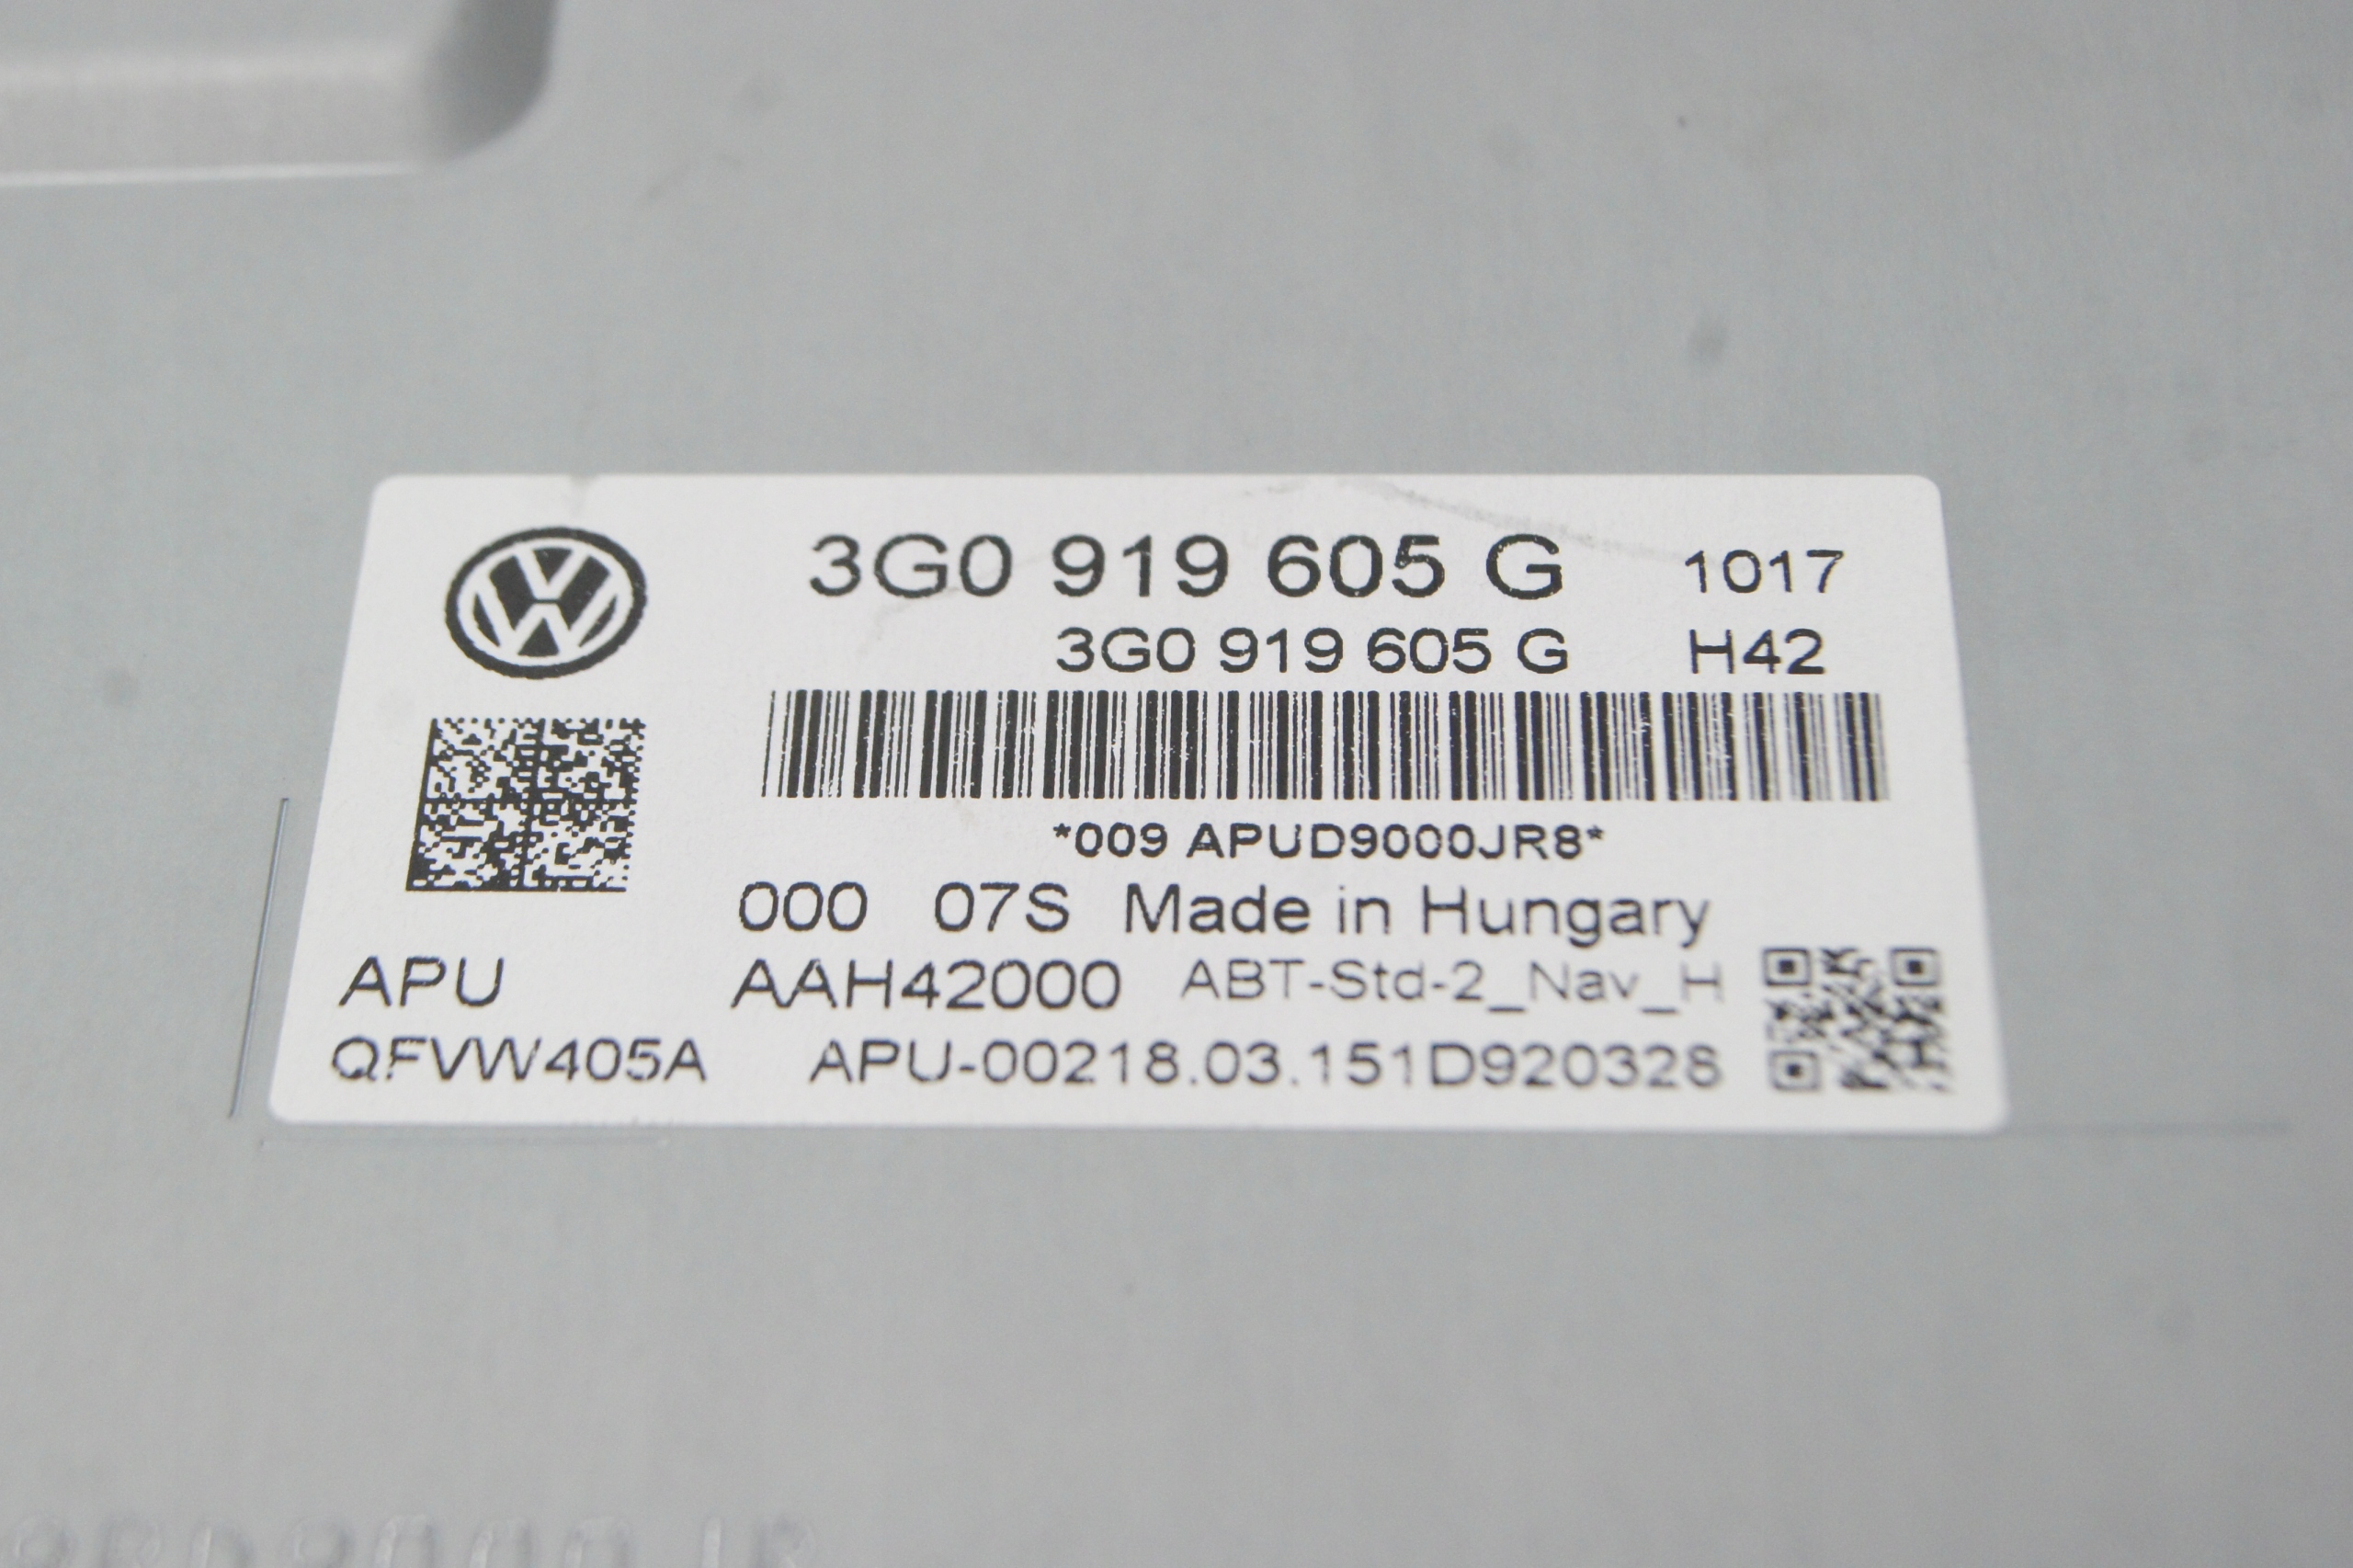 3G0 919 605 G 1017
3G0 919 605 G H42
*009 APUD9000JR8*
000 07S Made in Hungary
APU AAH42000 ABT-Std-2_Nav_H
QFVW405A APU-00218.03.151D920328